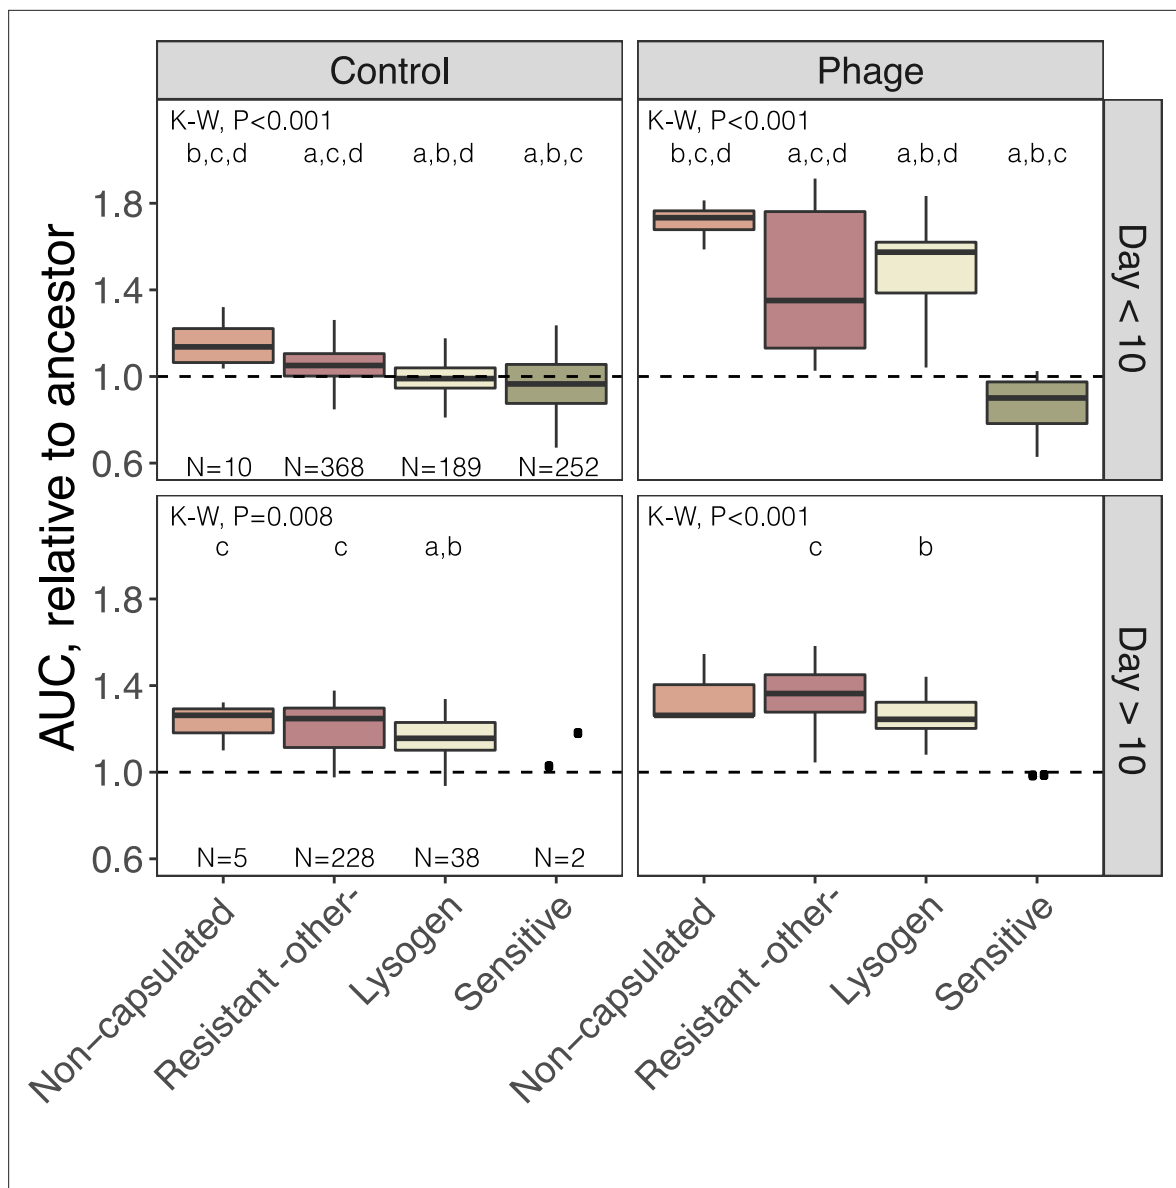 Control
Phage
K-W, P<0.001
b,c,d a,c,d a,b,d a,b,c
K-W, P<0.001
b,c,d a,c,d a,b,d a,b,c
AUC, relative to ancestor
1.8
1.4
1.0
0.6
N=10 N=368 N=189 N=252
Day < 10
K-W, P=0.008
c c a,b
K-W, P<0.001
c b
1.8
1.4
1.0
0.6
N=5 N=228 N=38 N=2
Day > 10
Non-capsulated
Resistant -other-
Lysogen
Sensitive
Non-capsulated
Resistant -other-
Lysogen
Sensitive